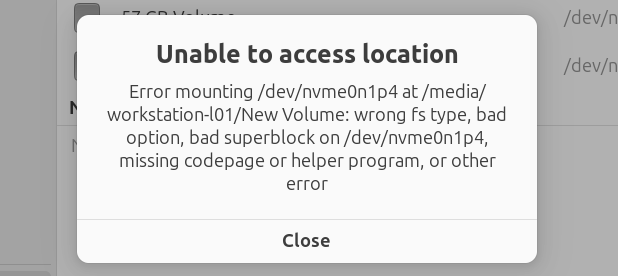 57 GB Volume
/dev/n
Unable to access location
/dev/n
Error mounting /dev/nvme0n1p4 at /media/
workstation-l01/New Volume: wrong fs type, bad
option, bad superblock on /dev/nvme0n1p4,
missing codepage or helper program, or other
error
Close